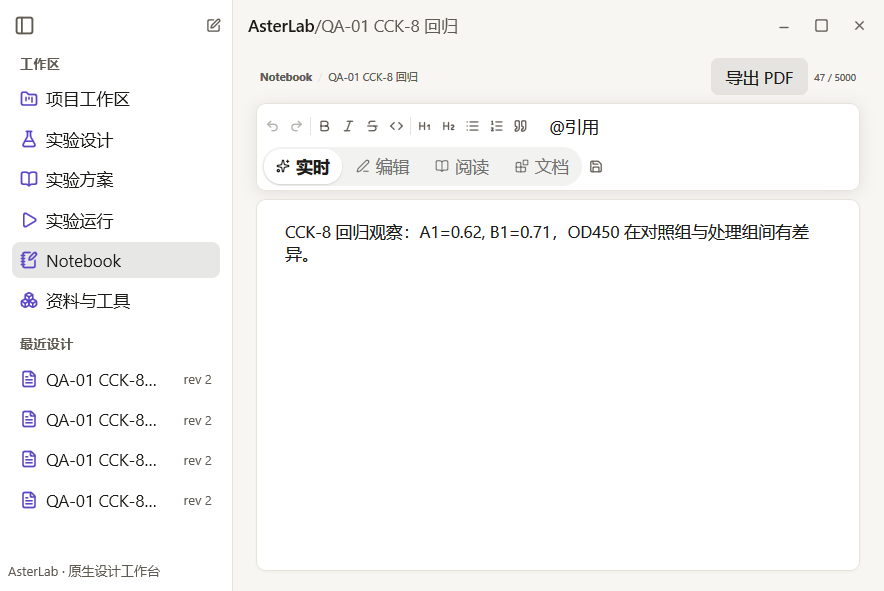 AsterLab/QA-01 CCK-8 回归
工作区
项目工作区
实验设计
实验方案
实验运行
Notebook
资料与工具
最近设计
QA-01 CCK-8... rev 2
QA-01 CCK-8... rev 2
QA-01 CCK-8... rev 2
QA-01 CCK-8... rev 2
AsterLab · 原生设计工作台
Notebook / QA-01 CCK-8 回归
导出 PDF 47 / 5000
B I S <> H1 H2 @引用
实时 编辑 阅读 文档
CCK-8 回归观察：A1=0.62, B1=0.71，OD450 在对照组与处理组间有差
异。